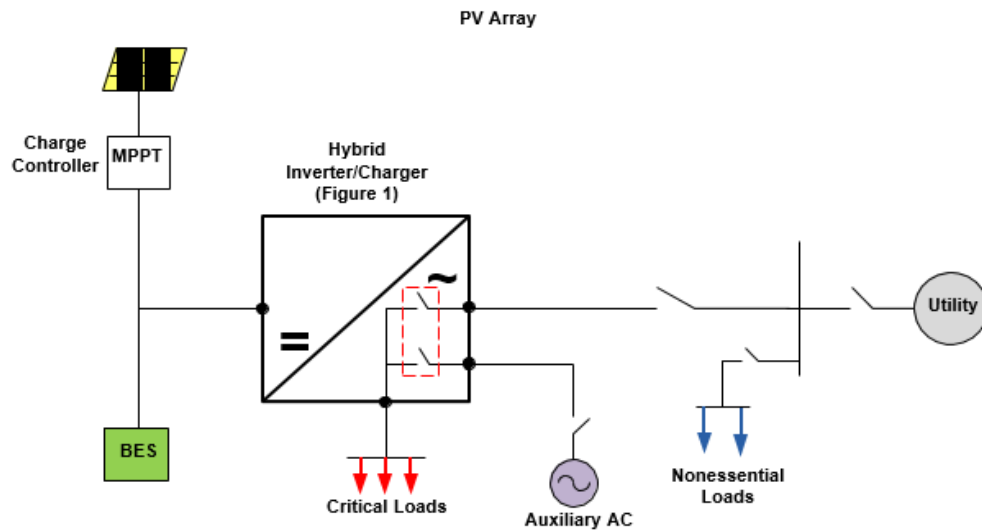 PV Array
Charge
Controller
MPPT
Hybrid
Inverter/Charger
(Figure 1)
=
~
Utility
BES
Critical Loads
Auxiliary AC
Nonessential
Loads